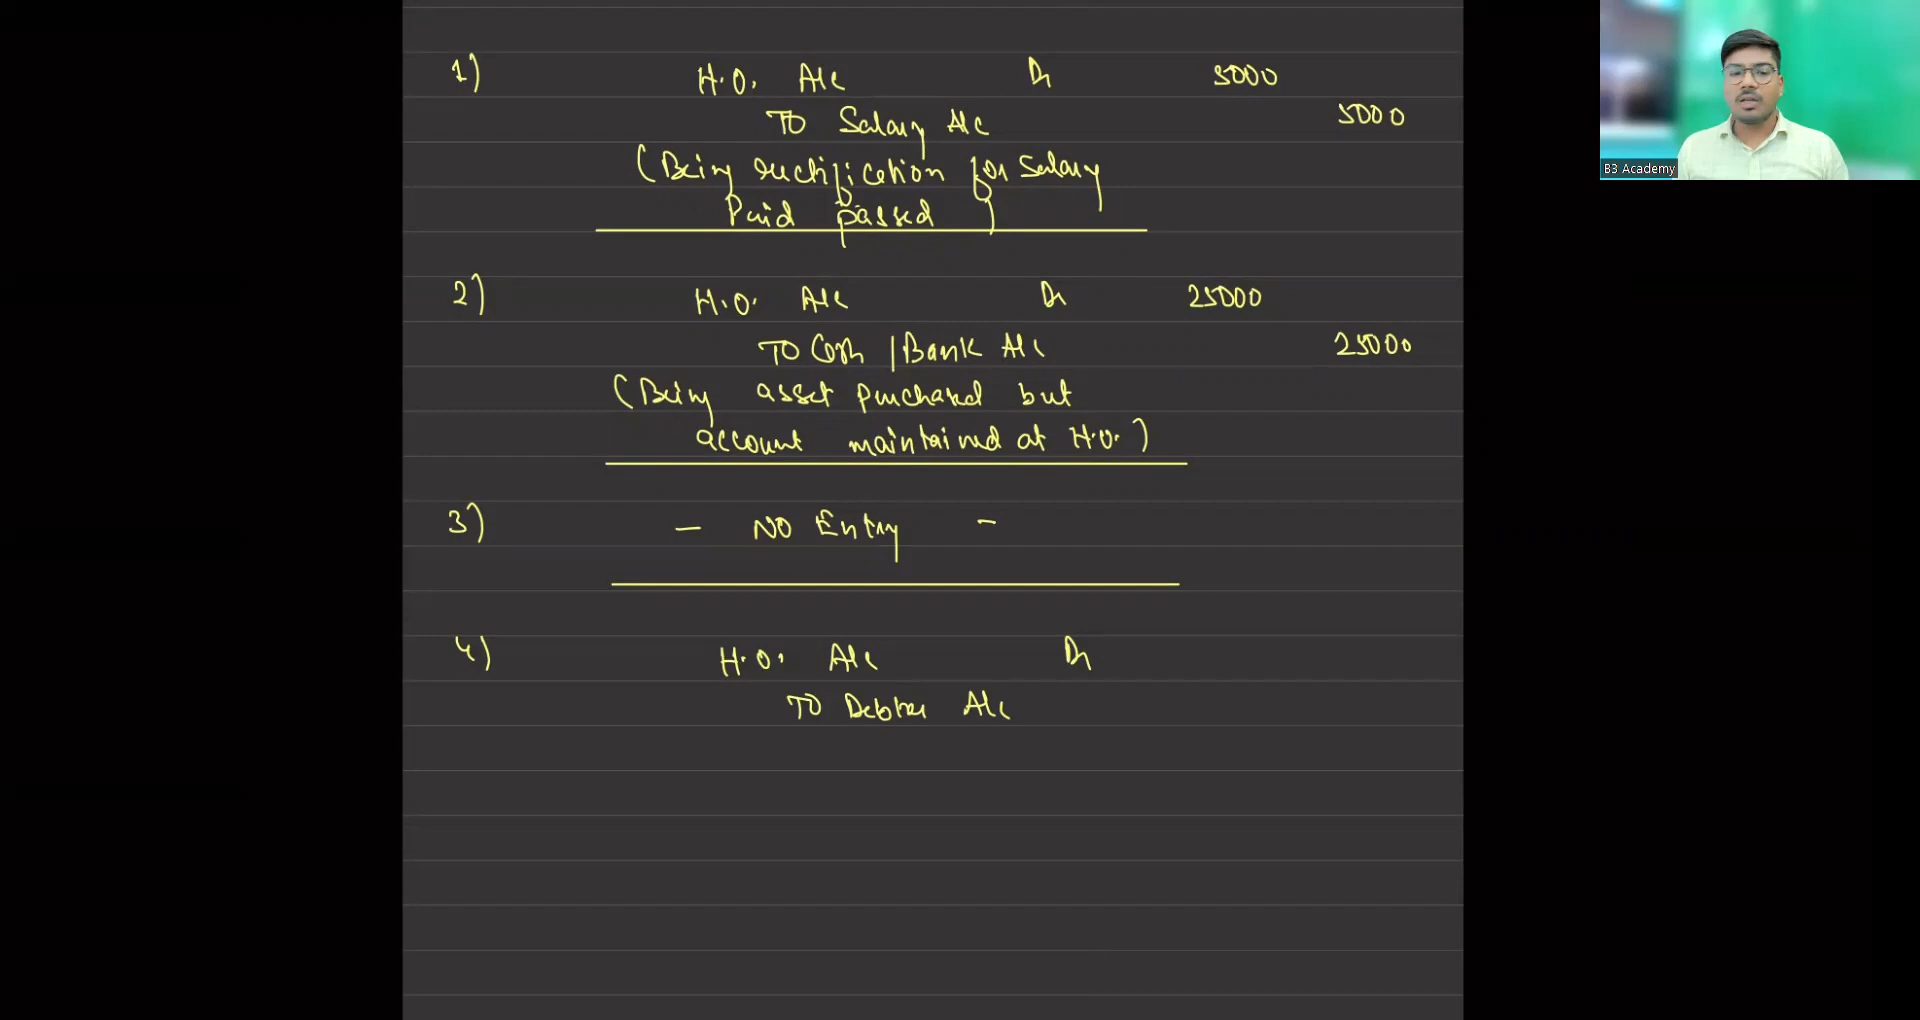 1) H.O. A/c Dr 5000
To Salary A/c 5000
(Being rectification for Salary
Paid passed)
2) H.O. A/c Dr 25000
To Cash / Bank A/c 25000
(Being asset purchased but
account maintained at H.O.)
3) - No Entry -
4) H.O. A/c Dr
To Debtor A/c
B3 Academy